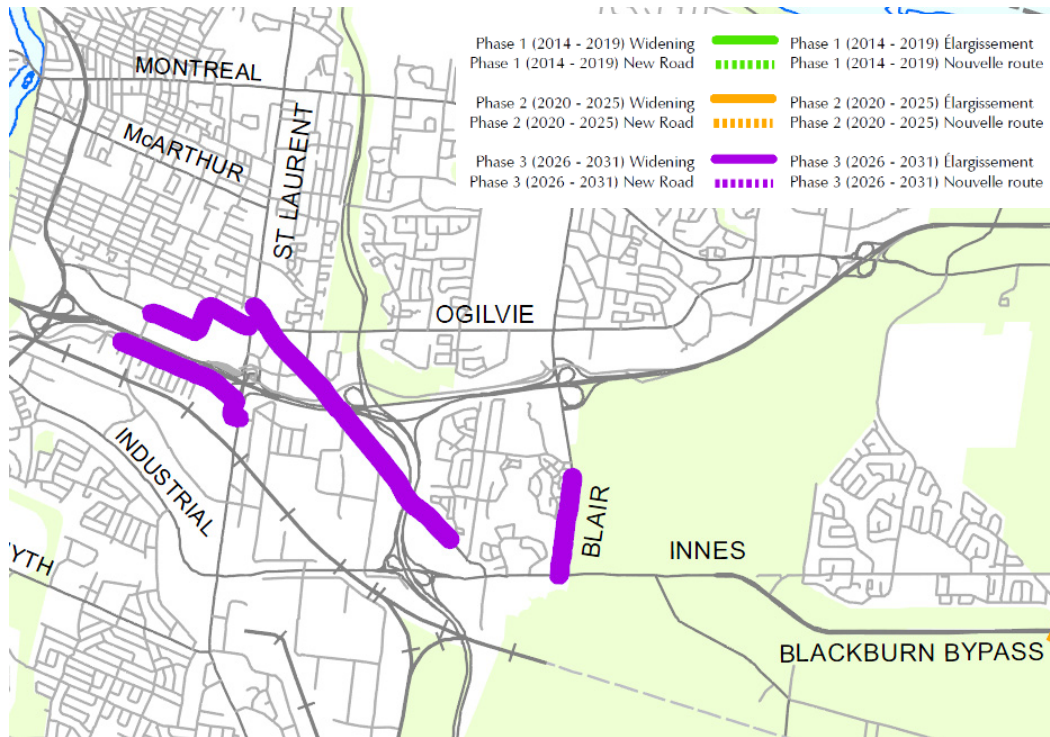 Phase 1 (2014 - 2019) Widening Phase 1 (2014 - 2019) Élargissement
Phase 1 (2014 - 2019) New Road Phase 1 (2014 - 2019) Nouvelle route
Phase 2 (2020 - 2025) Widening Phase 2 (2020 - 2025) Élargissement
Phase 2 (2020 - 2025) New Road Phase 2 (2020 - 2025) Nouvelle route
Phase 3 (2026 - 2031) Widening Phase 3 (2026 - 2031) Élargissement
Phase 3 (2026 - 2031) New Road Phase 3 (2026 - 2031) Nouvelle route
MONTREAL
McARTHUR
ST LAURENT
OGILVIE
INDUSTRIAL
BLAIR
INNES
YTH
BLACKBURN BYPASS